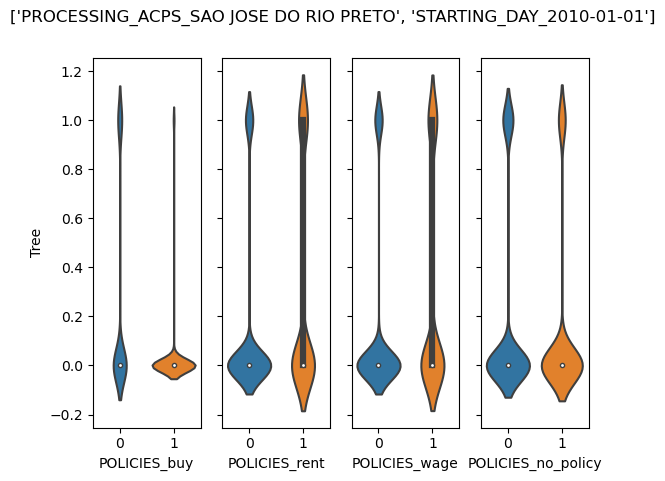 ['PROCESSING_ACPS_SAO JOSE DO RIO PRETO', 'STARTING_DAY_2010-01-01']
Tree
1.2
1.0
0.8
0.6
0.4
0.2
0.0
−0.2
0 1
POLICIES_buy
0 1
POLICIES_rent
0 1
POLICIES_wage
0 1
POLICIES_no_policy